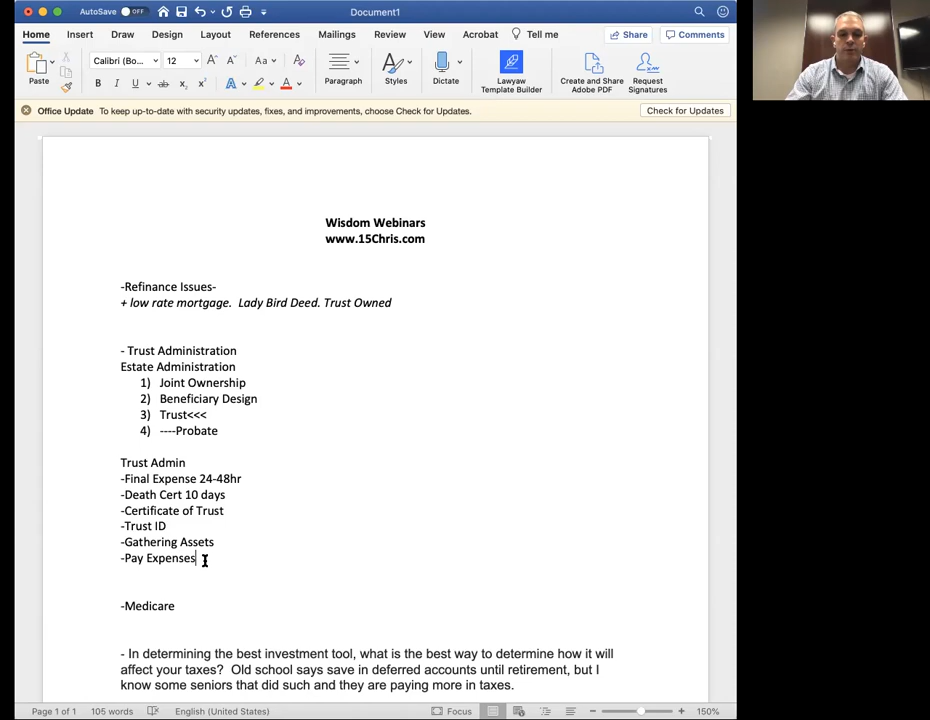 AutoSave OFF Document1
Home Insert Draw Design Layout References Mailings Review View Acrobat Tell me Share Comments
Calibri (Bo... 12 Aa
Paste B I U ab x₂ x² A A Paragraph Styles Dictate Lawyaw Template Builder Create and Share Adobe PDF Request Signatures
Office Update To keep up-to-date with security updates, fixes, and improvements, choose Check for Updates. Check for Updates
Wisdom Webinars
www.15Chris.com
-Refinance Issues-
+ low rate mortgage. Lady Bird Deed. Trust Owned
- Trust Administration
Estate Administration
1) Joint Ownership
2) Beneficiary Design
3) Trust<<<
4) ----Probate
Trust Admin
-Final Expense 24-48hr
-Death Cert 10 days
-Certificate of Trust
-Trust ID
-Gathering Assets
-Pay Expenses
-Medicare
- In determining the best investment tool, what is the best way to determine how it will
affect your taxes? Old school says save in deferred accounts until retirement, but I
know some seniors that did such and they are paying more in taxes.
Page 1 of 1 105 words English (United States) Focus 150%